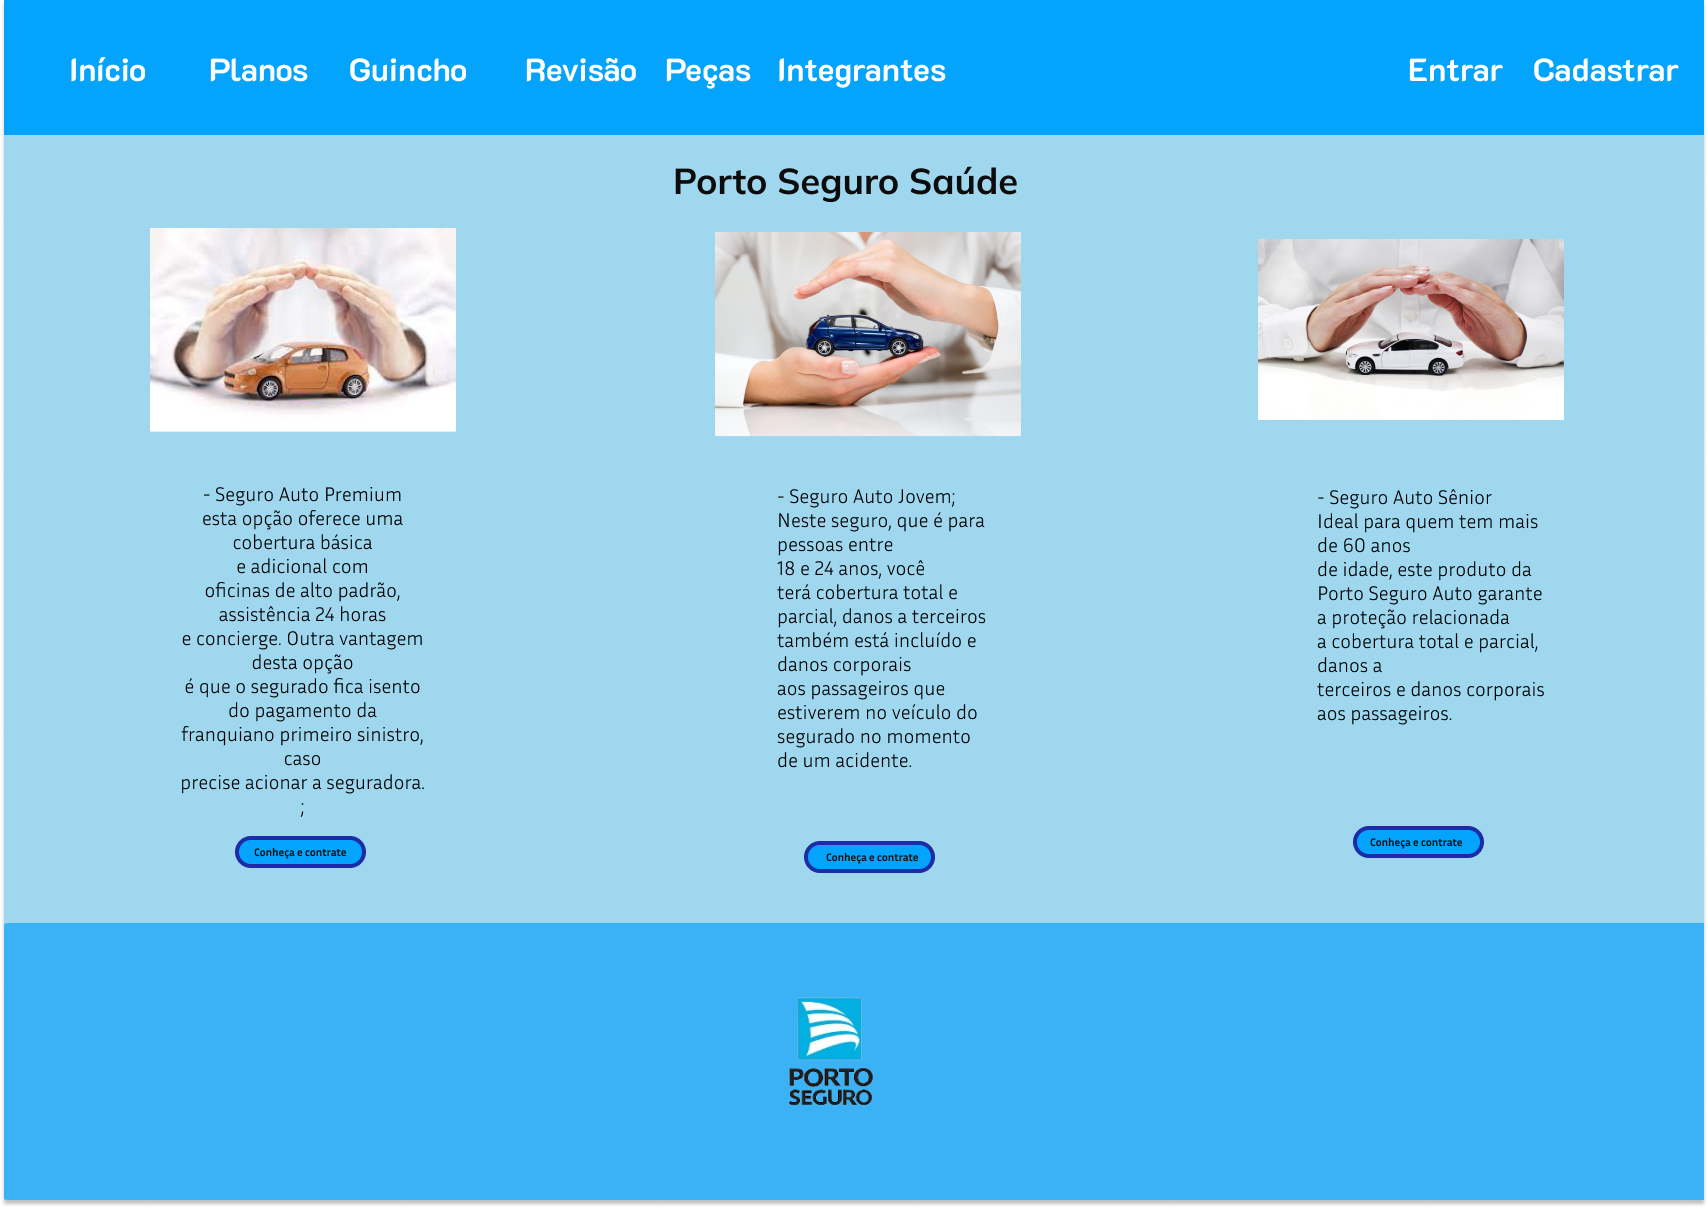 Início Planos Guincho Revisão Peças Integrantes Entrar Cadastrar
Porto Seguro Saúde
- Seguro Auto Premium
esta opção oferece uma
cobertura básica
e adicional com
oficinas de alto padrão,
assistência 24 horas
e concierge. Outra vantagem
desta opção
é que o segurado fica isento
do pagamento da
franquiano primeiro sinistro,
caso
precise acionar a seguradora.
;
Conheça e contrate
- Seguro Auto Jovem;
Neste seguro, que é para
pessoas entre
18 e 24 anos, você
terá cobertura total e
parcial, danos a terceiros
também está incluído e
danos corporais
aos passageiros que
estiverem no veículo do
segurado no momento
de um acidente.
Conheça e contrate
- Seguro Auto Sênior
Ideal para quem tem mais
de 60 anos
de idade, este produto da
Porto Seguro Auto garante
a proteção relacionada
a cobertura total e parcial,
danos a
terceiros e danos corporais
aos passageiros.
Conheça e contrate
PORTO
SEGURO